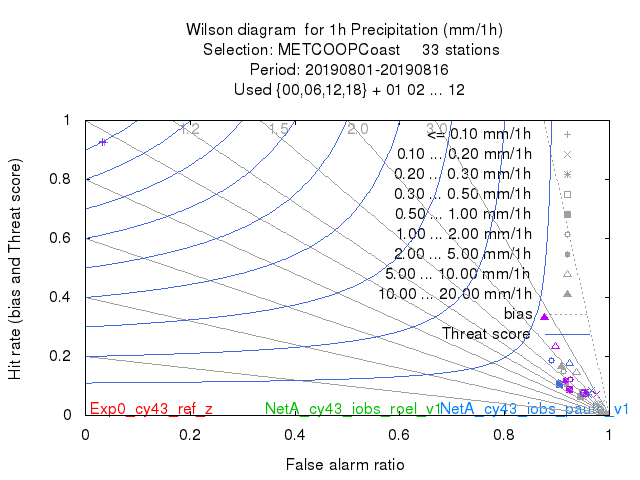 Wilson diagram  for 1h Precipitation (mm/1h)
Selection: METCOOPCoast     33 stations
Period: 20190801-20190816
Used {00,06,12,18} + 01 02 ... 12
1.2 1.5 2.0 3.0
<= 0.10 mm/1h
0.10 ... 0.20 mm/1h
0.20 ... 0.30 mm/1h
0.30 ... 0.50 mm/1h
0.50 ... 1.00 mm/1h
1.00 ... 2.00 mm/1h
2.00 ... 5.00 mm/1h
5.00 ... 10.00 mm/1h
10.00 ... 20.00 mm/1h
bias
Threat score
Hit rate (bias and Threat score)
1
0.8
0.6
0.4
0.2
0
Exp0_cy43_ref_z NetA_cy43_iobs_roel_v1 NetA_cy43_iobs_paulb_v1
0 0.2 0.4 0.6 0.8 1
False alarm ratio